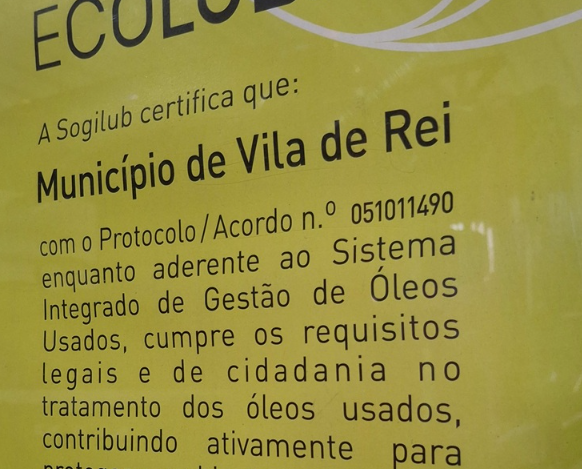 ECOLUB
A Sogilub certifica que:
Município de Vila de Rei
com o Protocolo/Acordo n.º 051011490
enquanto aderente ao Sistema
Integrado de Gestão de Óleos
Usados, cumpre os requisitos
legais e de cidadania no
tratamento dos óleos usados,
contribuindo ativamente para